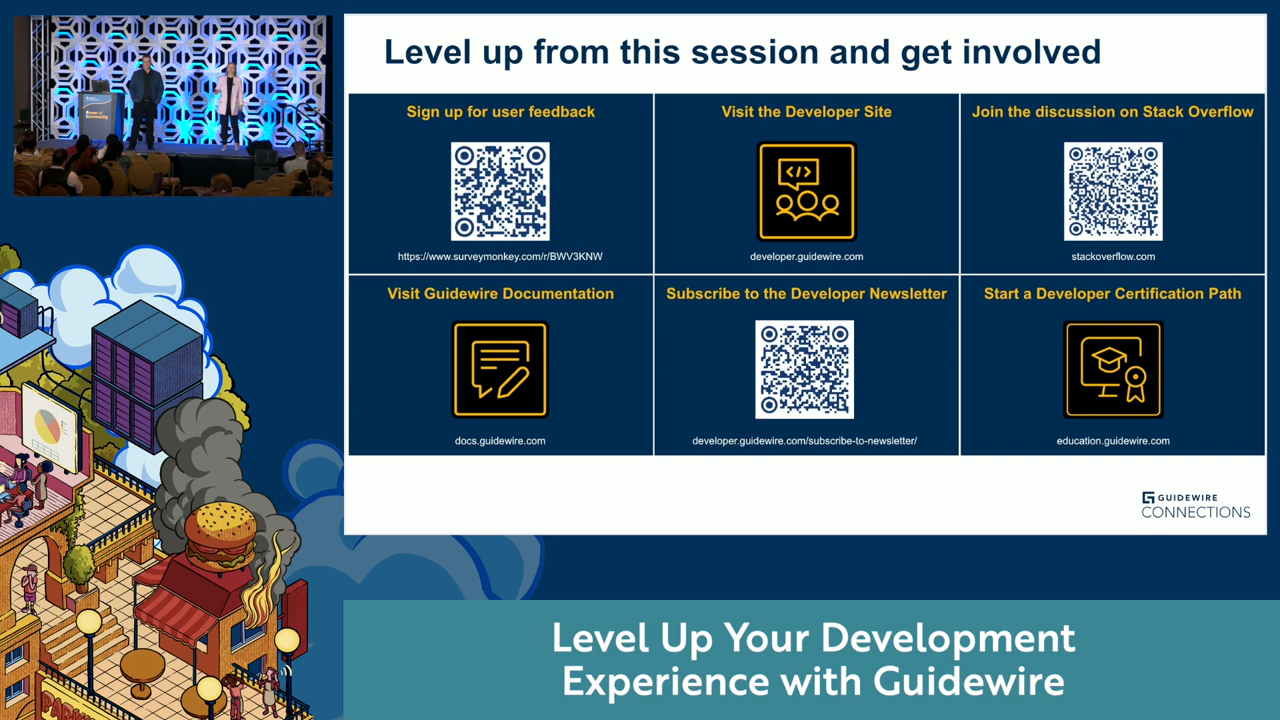 Level up from this session and get involved
Sign up for user feedback
https://www.surveymonkey.com/r/BWV3KNW
Visit the Developer Site
</>
developer.guidewire.com
Join the discussion on Stack Overflow
stackoverflow.com
Visit Guidewire Documentation
docs.guidewire.com
Subscribe to the Developer Newsletter
developer.guidewire.com/subscribe-to-newsletter/
Start a Developer Certification Path
education.guidewire.com
GUIDEWIRE
CONNECTIONS
Level Up Your Development
Experience with Guidewire